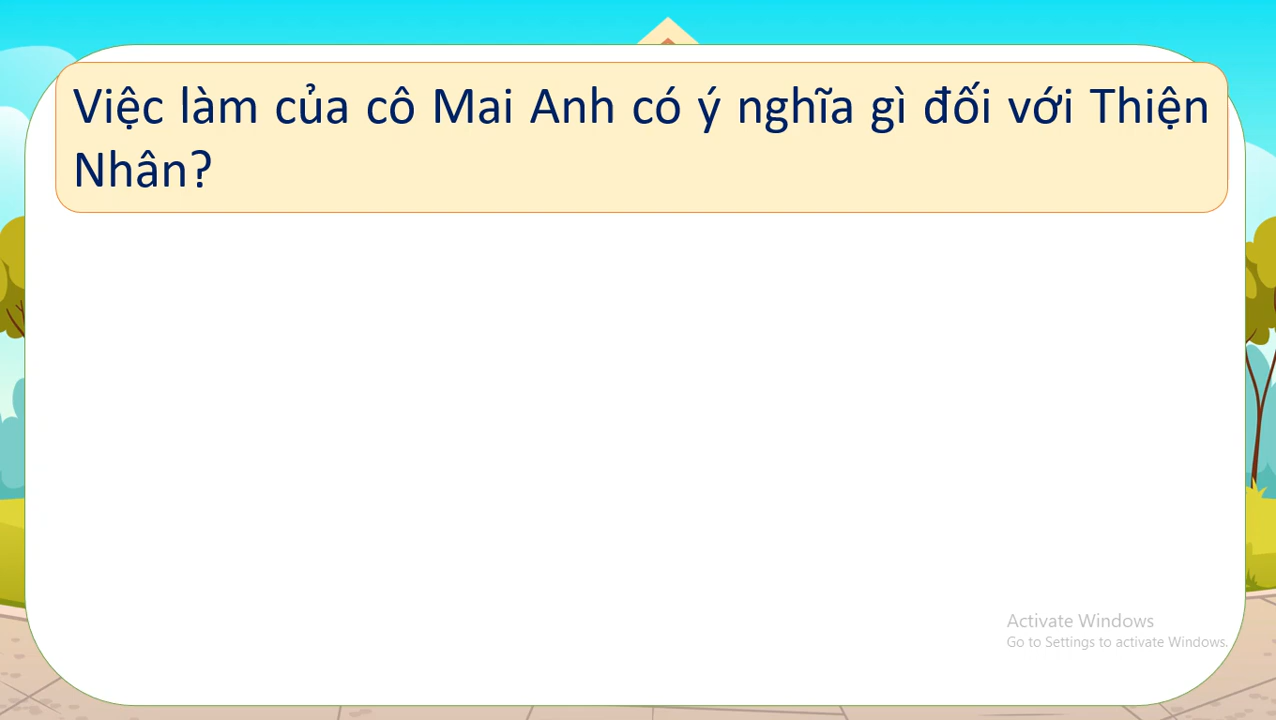 Việc làm của cô Mai Anh có ý nghĩa gì đối với Thiện
Nhân?
Activate Windows
Go to Settings to activate Windows.